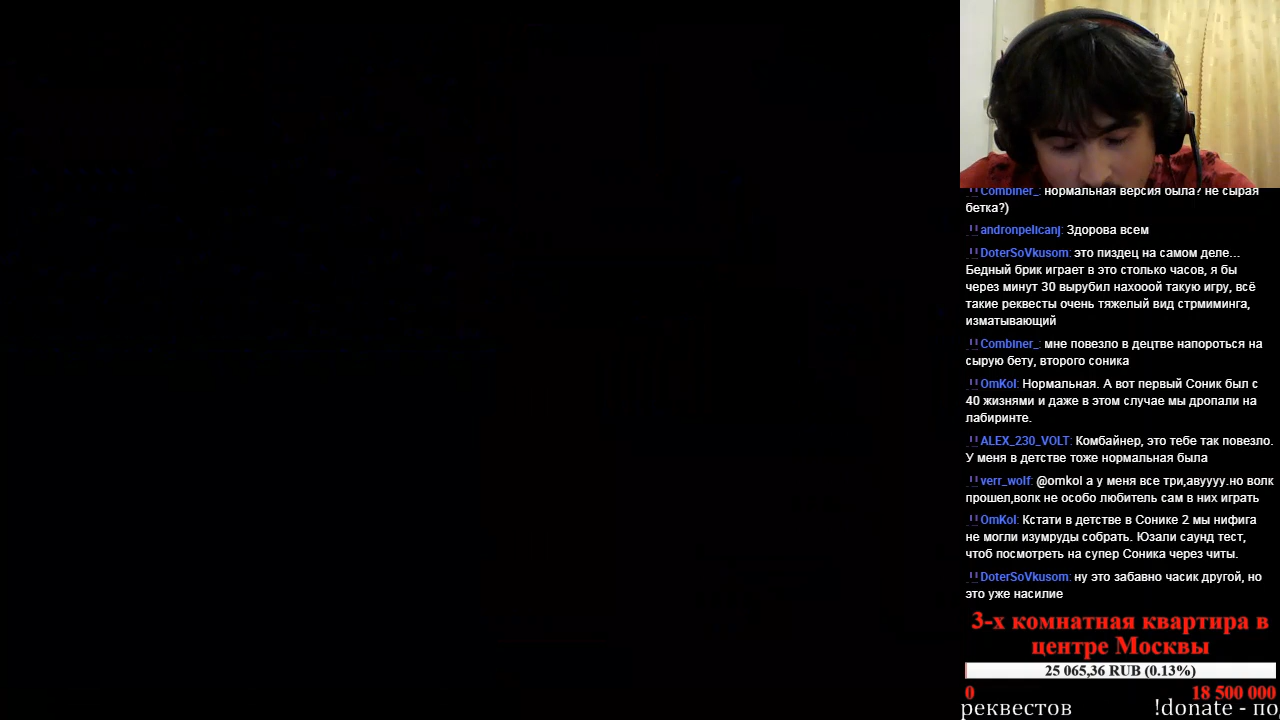 Combiner_: нормальная версия была? не сырая
бетка?)
andronpelicanj: Здорова всем
DoterSoVkusom: это пиздец на самом деле...
Бедный брик играет в это столько часов, я бы
через минут 30 вырубил нахооой такую игру, всё
такие реквесты очень тяжелый вид стрмиминга,
изматывающий
Combiner_: мне повезло в децтве напороться на
сырую бету, второго соника
OmKol: Нормальная. А вот первый Соник был с
40 жизнями и даже в этом случае мы дропали на
лабиринте.
ALEX_230_VOLT: Комбайнер, это тебе так повезло.
У меня в детстве тоже нормальная была
verr_wolf: @omkol а у меня все три,авуууу.но волк
прошел,волк не особо любитель сам в них играть
OmKol: Кстати в детстве в Сонике 2 мы нифига
не могли изумруды собрать. Юзали саунд тест,
чтоб посмотреть на супер Соника через читы.
DoterSoVkusom: ну это забавно часик другой, но
это уже насилие
3-х комнатная квартира в
центре Москвы
25 065,36 RUB (0.13%)
0 18 500 000
реквестов !donate - по